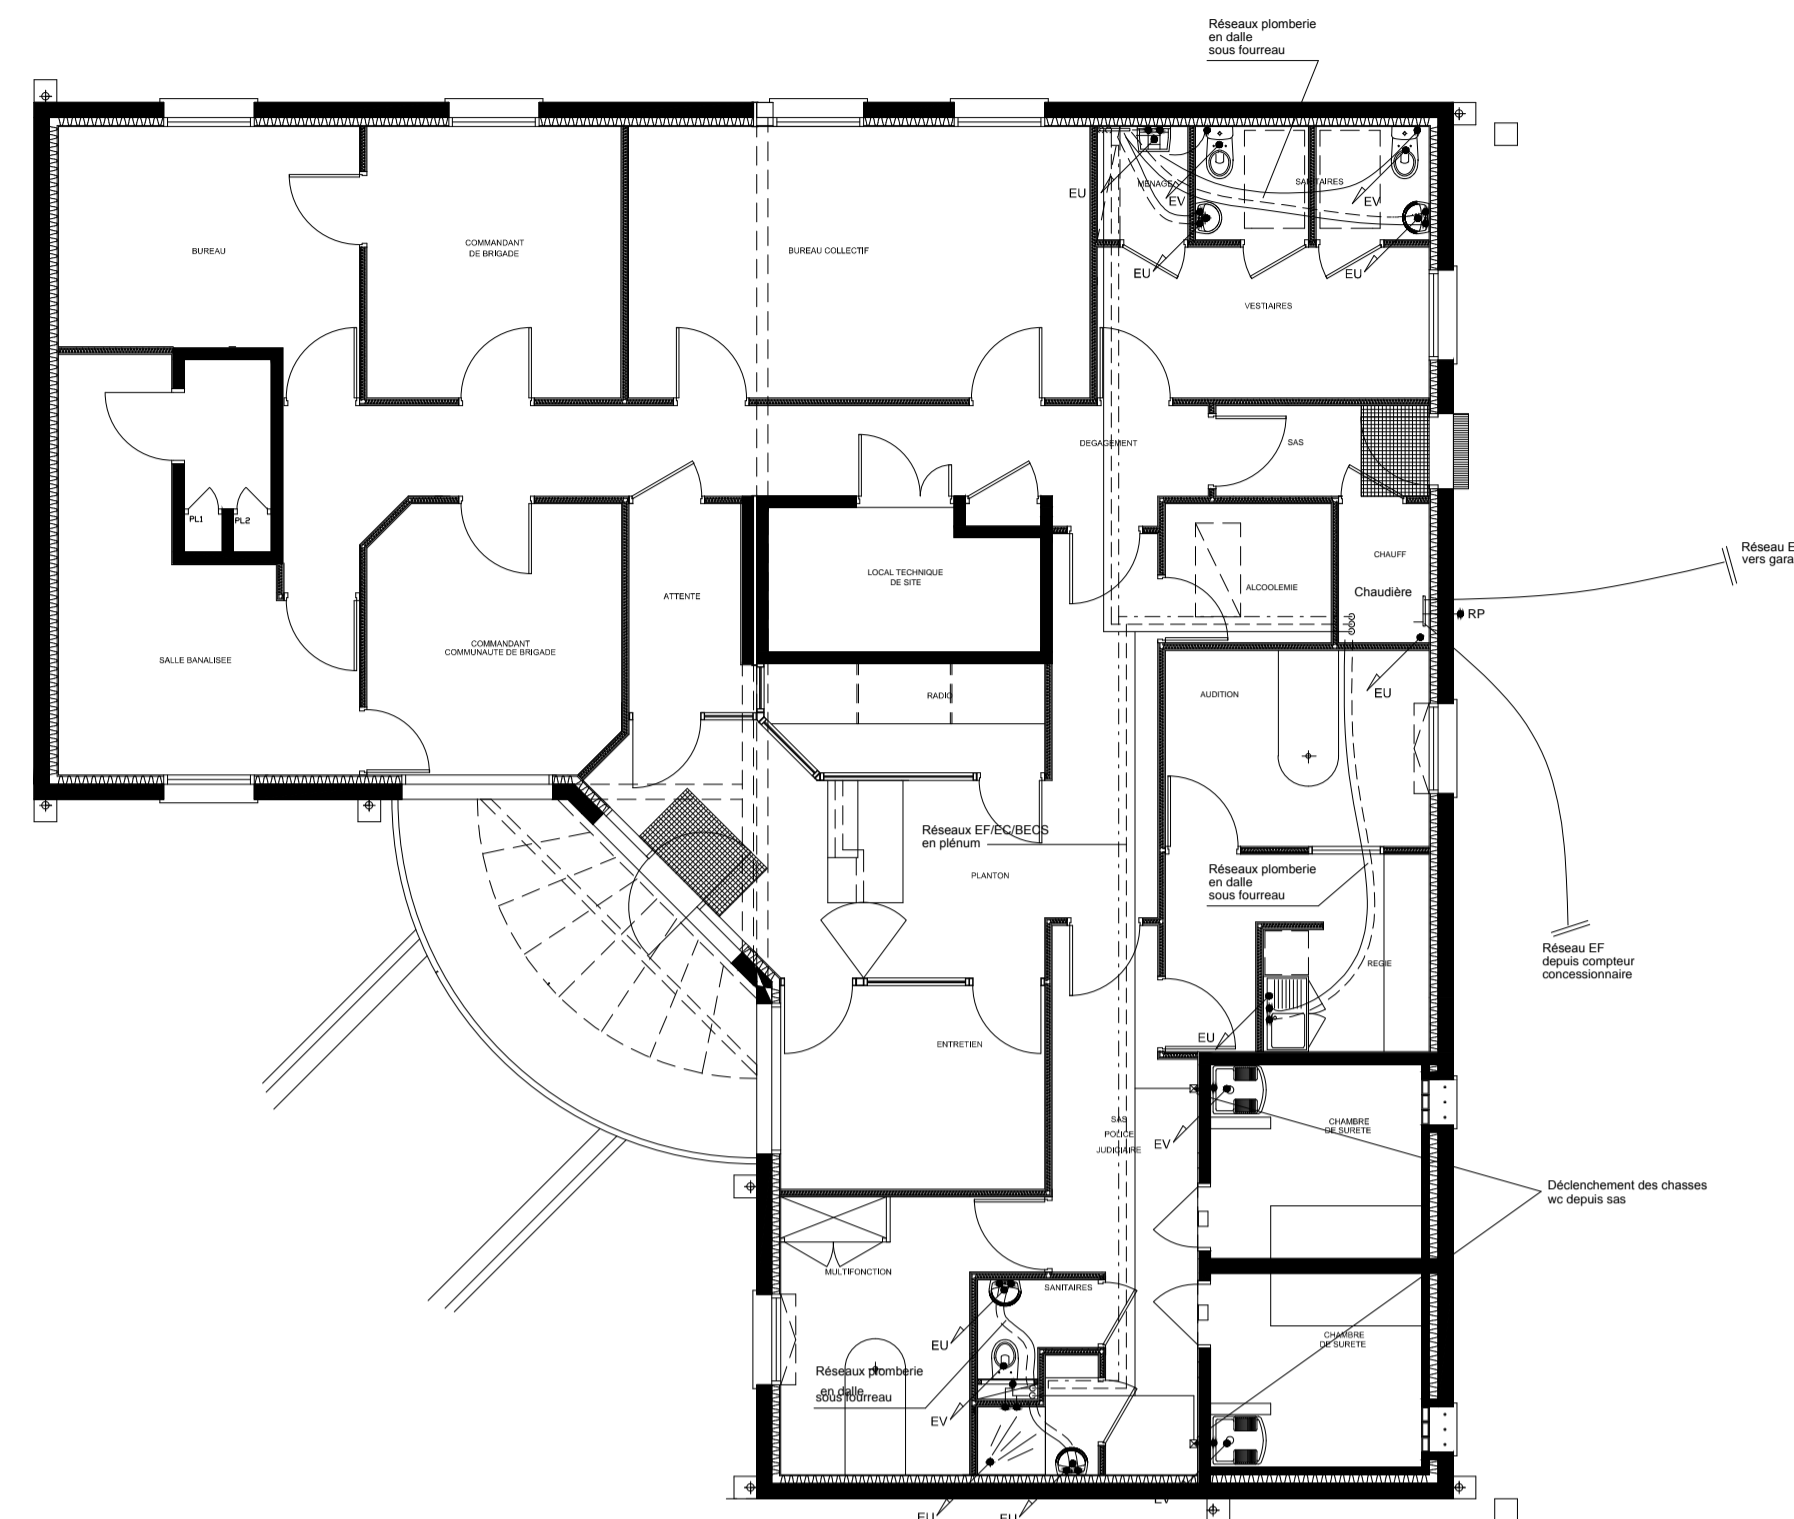 Réseaux plomberie
en dalle
sous fourreau
EU
MENAGE
EV
SANITAIRES
EV
EU
EU
BUREAU
COMMANDANT
DE BRIGADE
BUREAU COLLECTIF
VESTIAIRES
DEGAGEMENT
SAS
PL1
PL2
LOCAL TECHNIQUE
DE SITE
ALCOOLEMIE
CHAUFF
Chaudière
Réseau E
vers gara
RP
ATTENTE
COMMANDANT
COMMUNAUTE DE BRIGADE
SALLE BANALISEE
RADIO
AUDITION
EU
Réseaux EF/EC/BECS
en plénum
PLANTON
Réseaux plomberie
en dalle
sous fourreau
Réseau EF
depuis compteur
concessionnaire
REGIE
EU
ENTRETIEN
SAS
POLICE
JUDICIAIRE
EV
CHAMBRE
DE SURETE
Déclenchement des chasses
wc depuis sas
MULTIFONCTION
SANITAIRES
EU
CHAMBRE
DE SURETE
Réseaux plomberie
en dalle
sous fourreau
EV
EV
EU
EU